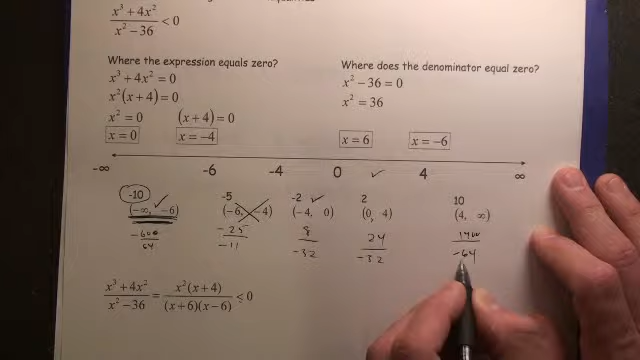 x³ + 4x²
x² − 36 < 0
Where the expression equals zero?
x³ + 4x² = 0
x²(x + 4) = 0
x² = 0 (x + 4) = 0
x = 0 x = −4
Where does the denominator equal zero?
x² − 36 = 0
x² = 36
x = 6 x = −6
-∞ -6 -4 0 4 ∞
-10 -5 -2 2 10
(−∞, −6) (−6, −4) (−4, 0) (0, 4) (4, ∞)
−600 −25 8 24 1400
64 −11 −32 −32 −64
x³ + 4x² x²(x + 4)
x² − 36 = (x + 6)(x − 6) ≤ 0